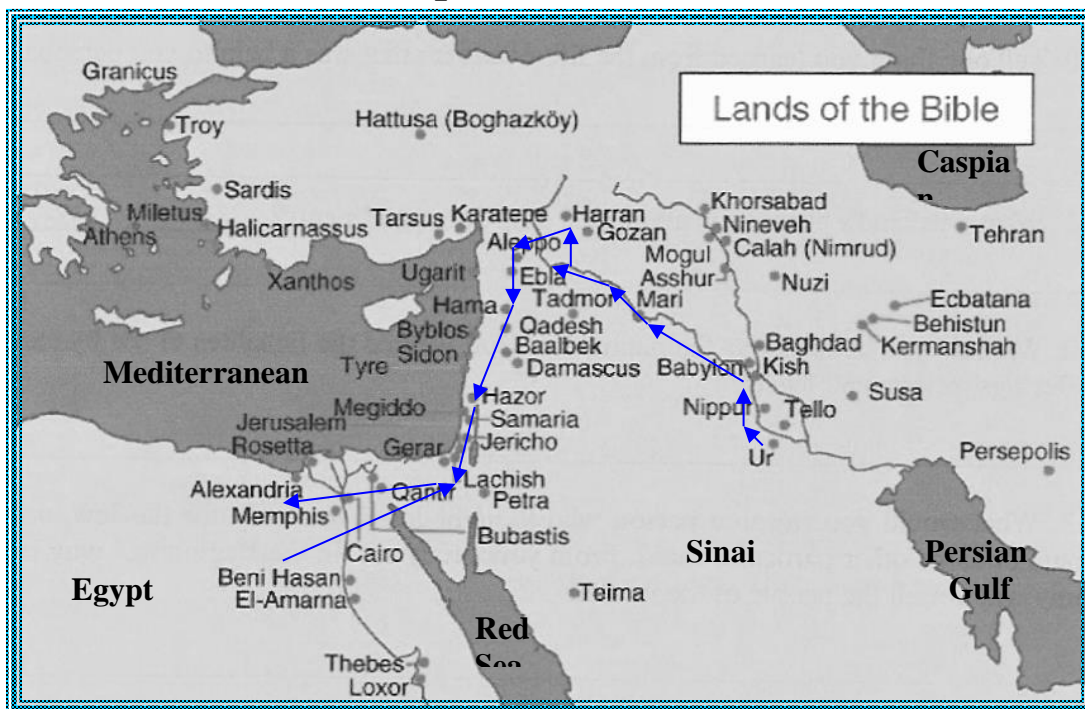 Lands of the Bible
Granicus
Troy
Hattusa (Boghazköy)
Caspia
n
Sardis
Miletus
Athens
Halicarnassus
Tarsus
Karatepe
Harran
Gozan
Khorsabad
Nineveh
Calah (Nimrud)
Mogul
Asshur
Tehran
Aleppo
Xanthos
Ugarit
Ebla
Nuzi
Tadmor
Mari
Hama
Ecbatana
Behistun
Kermanshah
Byblos
Qadesh
Sidon
Baalbek
Baghdad
Mediterranean
Tyre
Damascus
Babylon
Kish
Susa
Hazor
Megiddo
Samaria
Nippur
Tello
Jerusalem
Jericho
Rosetta
Gerar
Ur
Persepolis
Lachish
Alexandria
Qantir
Petra
Memphis
Bubastis
Cairo
Sinai
Persian
Gulf
Egypt
Beni Hasan
El-Amarna
Teima
Red
Sea
Thebes
Loxor